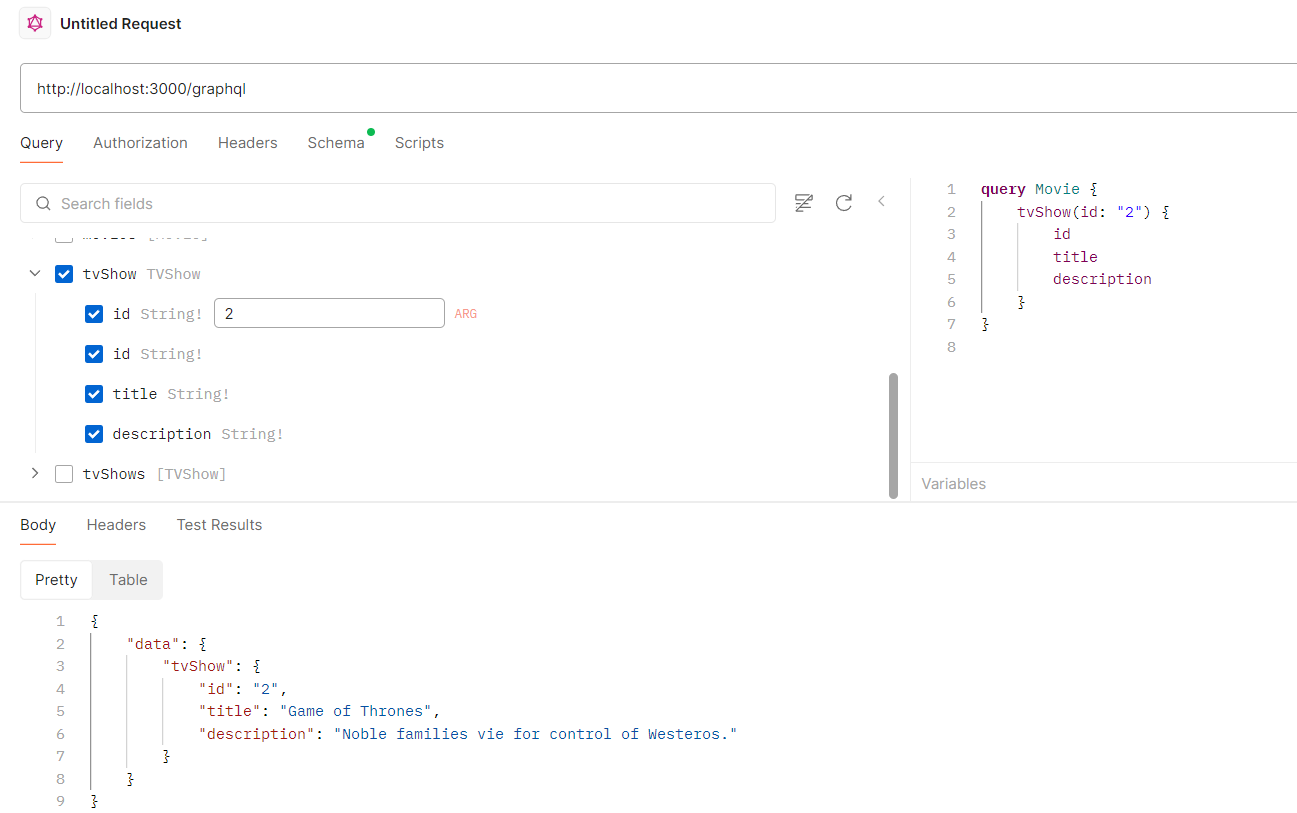 Untitled Request
http://localhost:3000/graphql
Query Authorization Headers Schema Scripts
Search fields
tvShow TVShow
id String! 2 ARG
id String!
title String!
description String!
tvShows [TVShow]
1 query Movie {
2 tvShow(id: "2") {
3 id
4 title
5 description
6 }
7 }
8
Variables
Body Headers Test Results
Pretty Table
1 {
2 "data": {
3 "tvShow": {
4 "id": "2",
5 "title": "Game of Thrones",
6 "description": "Noble families vie for control of Westeros."
7 }
8 }
9 }